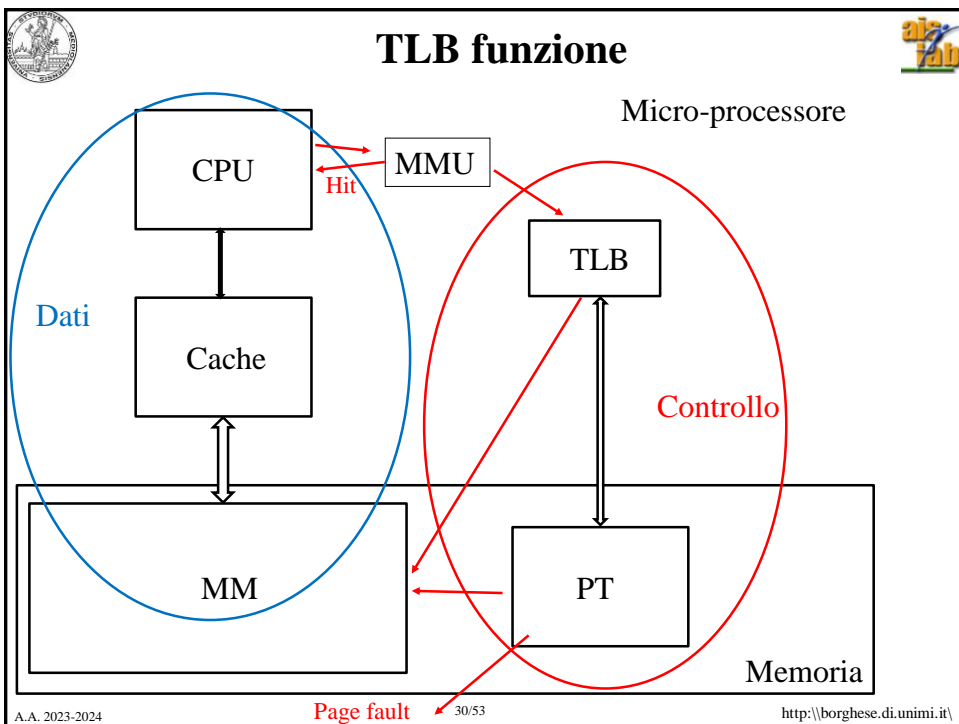 TLB funzione
Micro-processore
CPU
MMU
Hit
TLB
Dati
Cache
Controllo
MM
PT
Memoria
A.A. 2023-2024
Page fault
30/53
http:\\borghese.di.unimi.it\